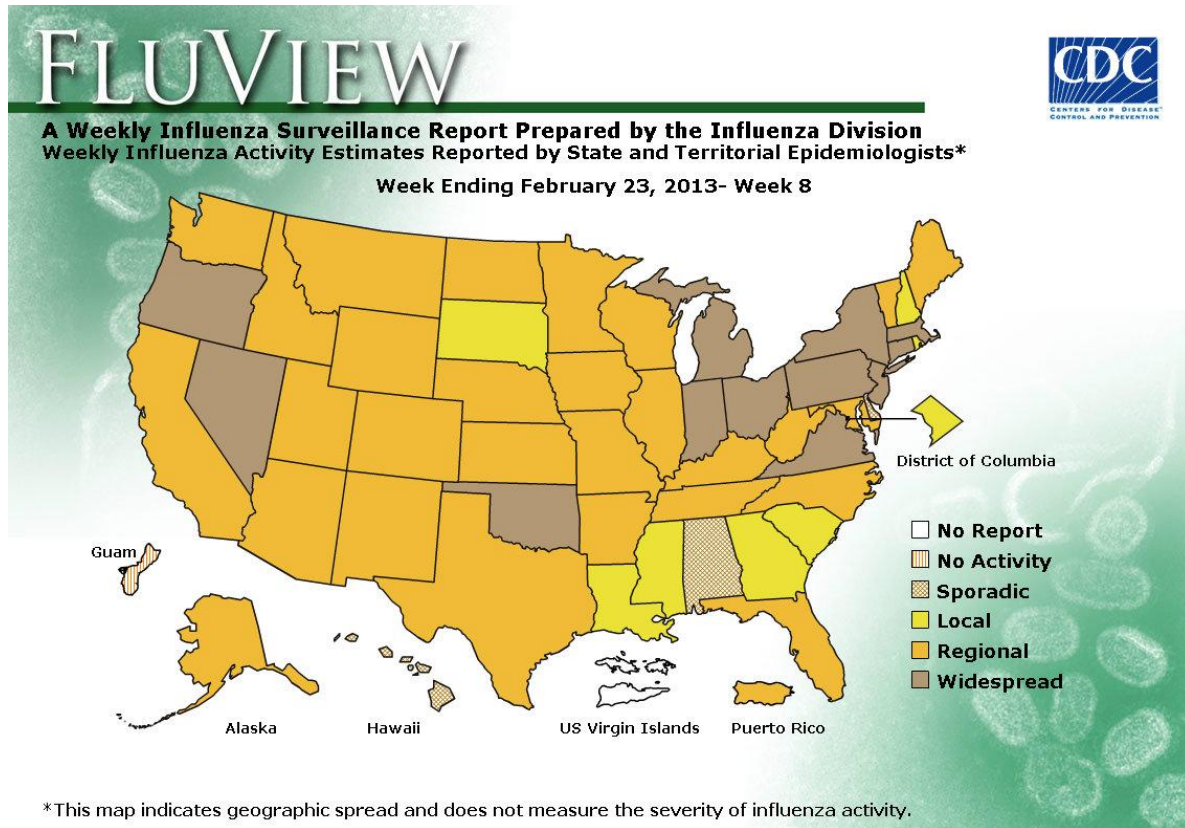 FLUVIEW
CDC
CENTERS FOR DISEASE
CONTROL AND PREVENTION
A Weekly Influenza Surveillance Report Prepared by the Influenza Division
Weekly Influenza Activity Estimates Reported by State and Territorial Epidemiologists*
Week Ending February 23, 2013- Week 8
District of Columbia
Guam
No Report
No Activity
Sporadic
Local
Regional
Widespread
Alaska
Hawaii
US Virgin Islands
Puerto Rico
*This map indicates geographic spread and does not measure the severity of influenza activity.